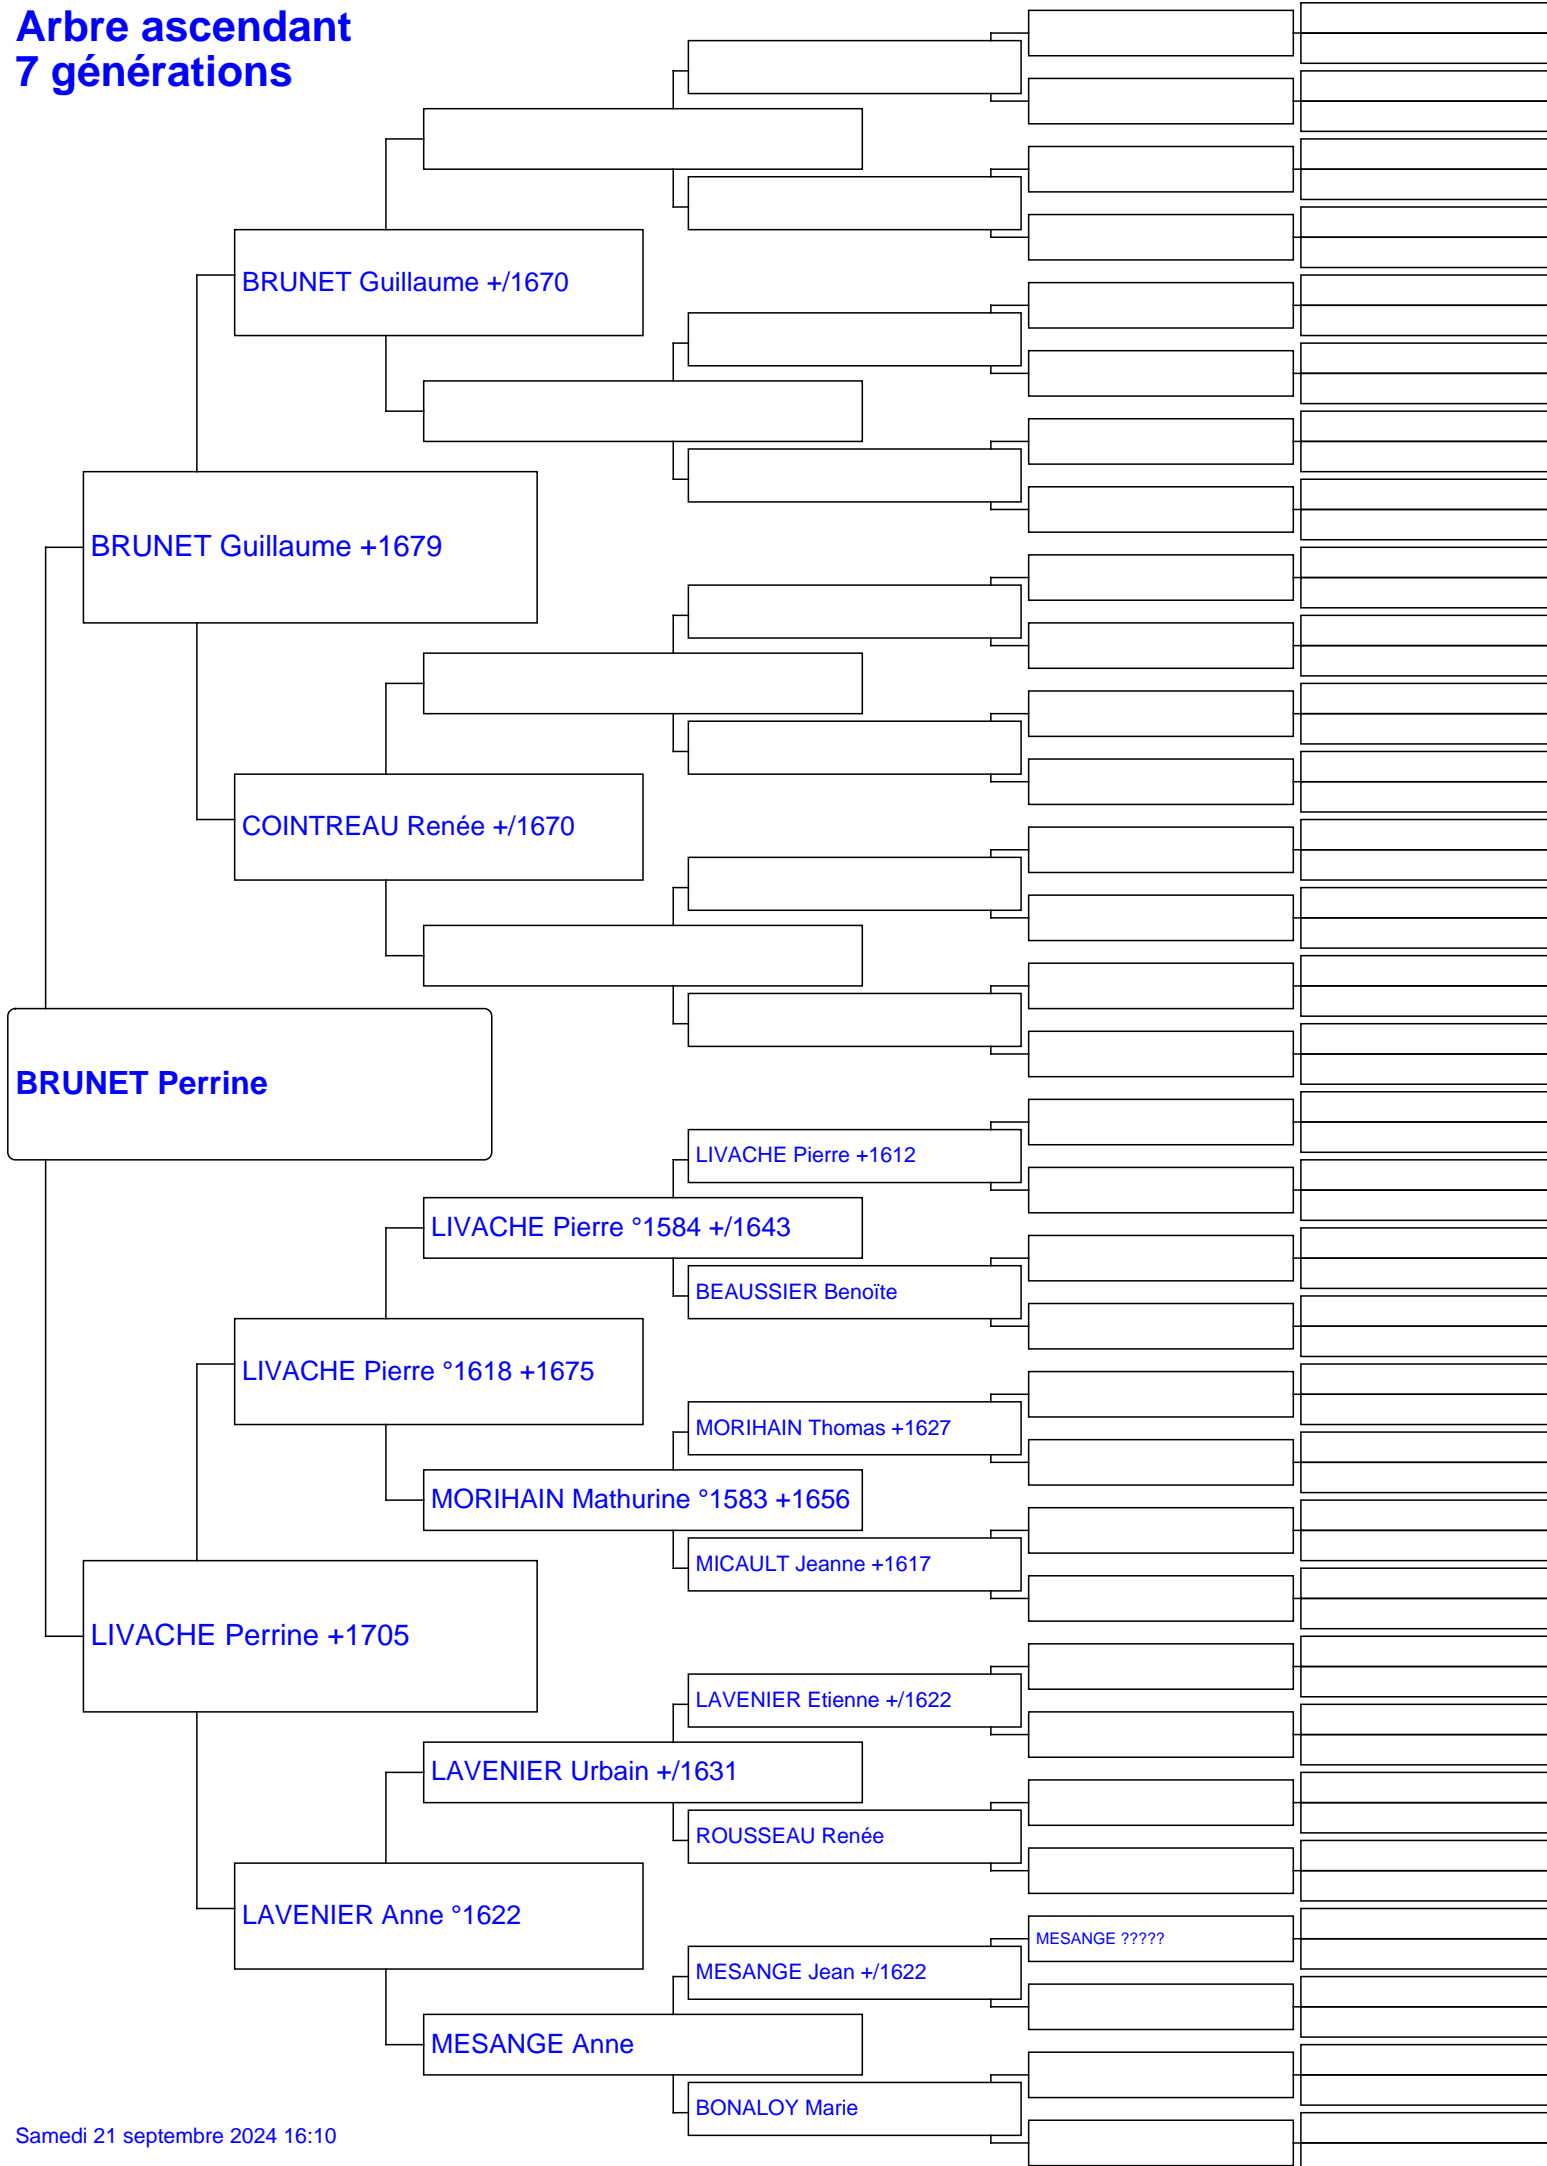 Arbre ascendant
7 générations
BRUNET Guillaume +/1670
BRUNET Guillaume +1679
COINTREAU Renée +/1670
BRUNET Perrine
LIVACHE Pierre +1612
LIVACHE Pierre °1584 +/1643
BEAUSSIER Benoïte
LIVACHE Pierre °1618 +1675
MORIHAIN Thomas +1627
MORIHAIN Mathurine °1583 +1656
MICAULT Jeanne +1617
LIVACHE Perrine +1705
LAVENIER Etienne +/1622
LAVENIER Urbain +/1631
ROUSSEAU Renée
LAVENIER Anne °1622
MESANGE ?????
MESANGE Jean +/1622
MESANGE Anne
BONALOY Marie
Samedi 21 septembre 2024 16:10